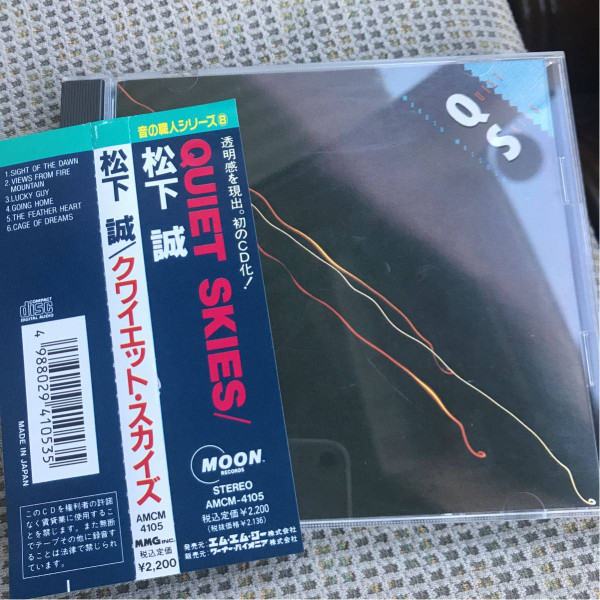 1.SIGHT OF THE DAWN
2.VIEWS FROM FIRE
MOUNTAIN
3.LUCKY GUY
4.GOING HOME
5.THE FEATHER HEART
6.CAGE OF DREAMS
COMPACT
disc
DIGITAL AUDIO
4 988029 410535
MADE IN JAPAN
このCDを権利者の許諾
なく賃貸業に使用するこ
とを禁じます。また無断
でテープその他に録音す
ることは法律で禁じられ
ています。
松下 誠/クワイエット・スカイズ
AMCM
4105
MMG INC.
税込定価
¥2,200
音の職人シリーズ⑧
松下 誠
QUIET SKIES/
透明感を現出。初のCD化!
MOON
RECORDS
STEREO
AMCM-4105
税込定価¥2,200
(税抜価格¥2,136)
発売元:エム・エム・ジー株式会社
販売元:ワーナー・パイオニア株式会社
Q
S